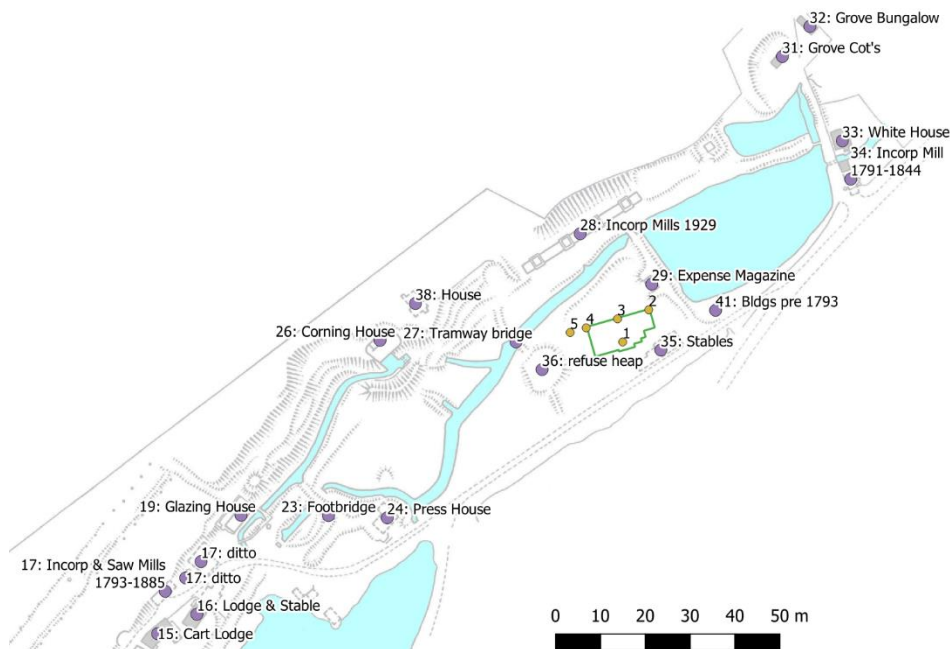 32: Grove Bungalow
31: Grove Cot's
33: White House
34: Incorp Mill
1791-1844
28: Incorp Mills 1929
29: Expense Magazine
38: House
41: Bldgs pre 1793
2
3
4
5
1
26: Corning House
27: Tramway bridge
35: Stables
36: refuse heap
19: Glazing House
23: Footbridge
24: Press House
17: ditto
17: Incorp & Saw Mills
1793-1885
17: ditto
16: Lodge & Stable
15: Cart Lodge
0 10 20 30 40 50 m